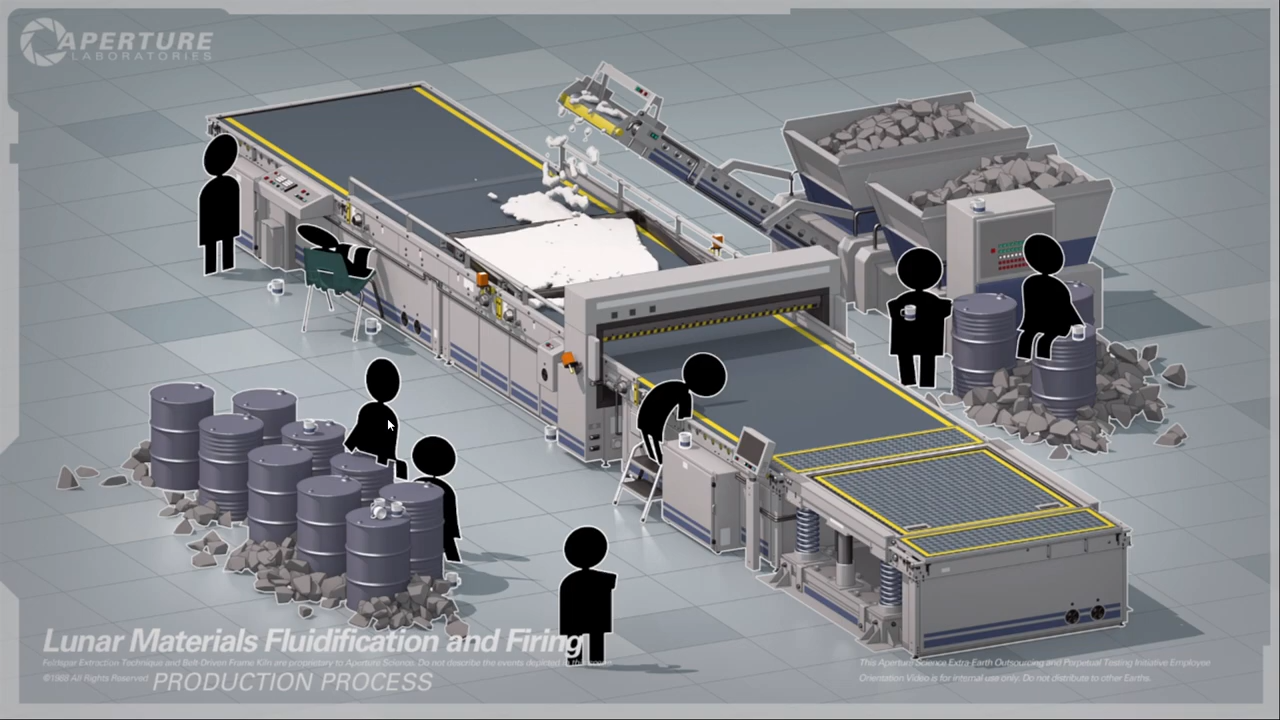 APERTURE
LABORATORIES
Lunar Materials Fluidification and Firing
Feldspar Extraction Technique and Belt-Driven Frame Kiln are proprietary to Aperture Science. Do not describe the events depicted in this
©1988 All Rights Reserved
PRODUCTION PROCESS
This Aperture Science Extra-Earth Outsourcing and Perpetual Testing Initiative Employee
Orientation Video is for internal use only. Do not distribute to other Earths.